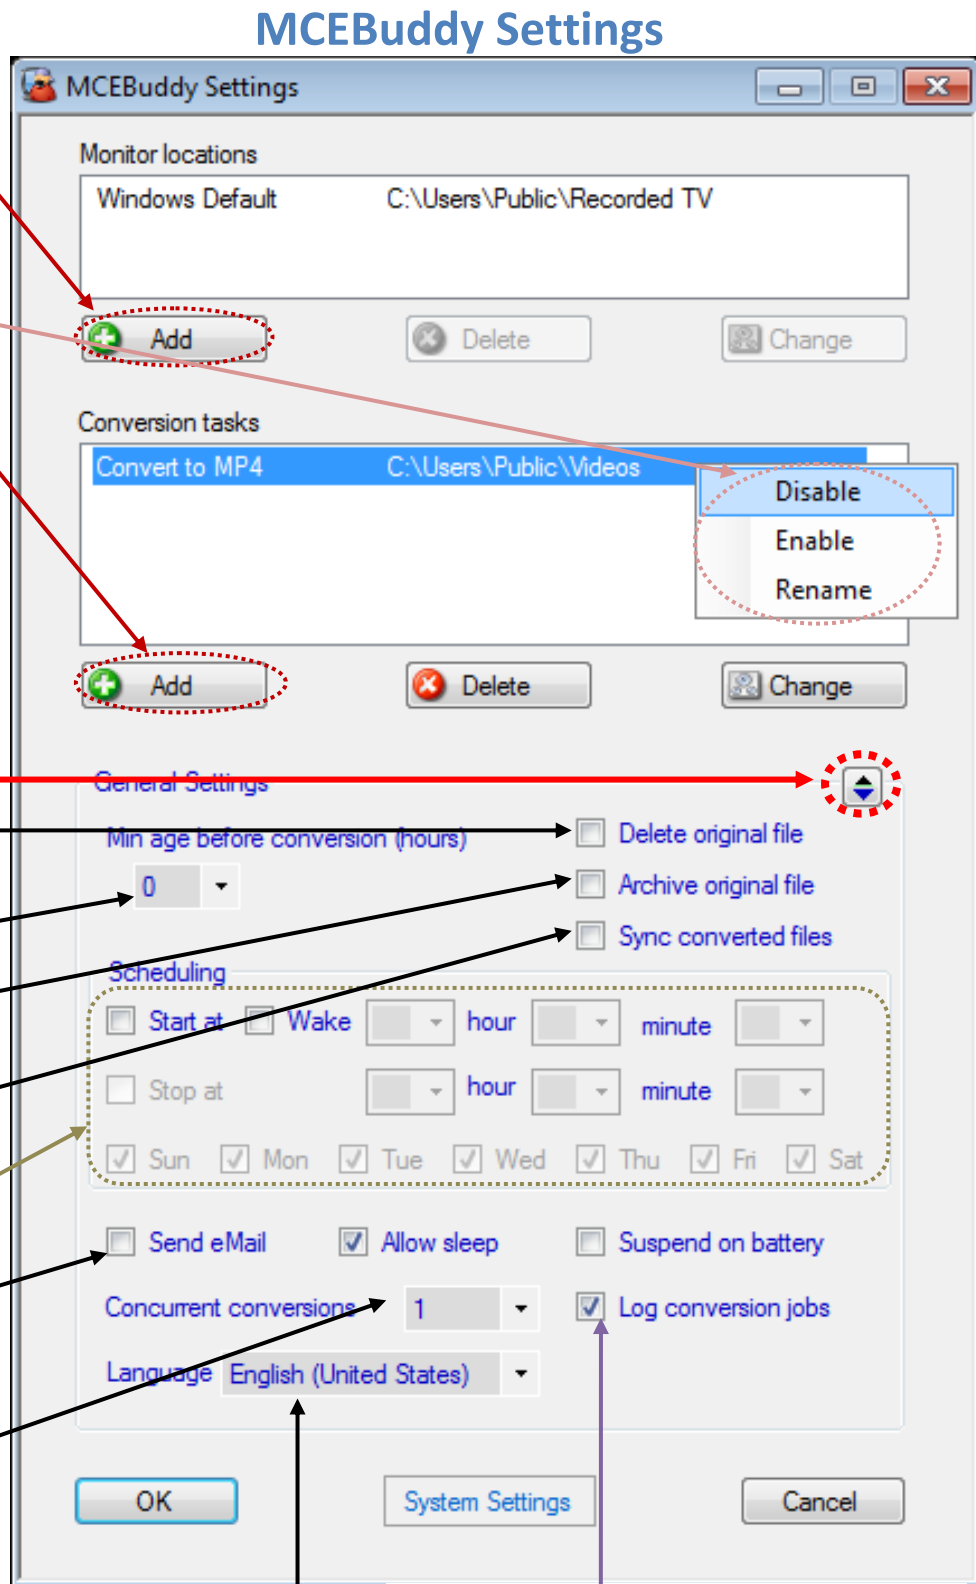 MCEBuddy Settings
MCEBuddy Settings
Monitor locations
Windows Default C:\Users\Public\Recorded TV
Add Delete Change
Conversion tasks
Convert to MP4 C:\Users\Public\Videos
Disable
Enable
Rename
Add Delete Change
General Settings
Min age before conversion (hours) Delete original file
0 Archive original file
Sync converted files
Scheduling
Start at Wake hour minute
Stop at hour minute
Sun Mon Tue Wed Thu Fri Sat
Send eMail Allow sleep Suspend on battery
Concurrent conversions 1 Log conversion jobs
Language English (United States)
OK System Settings Cancel